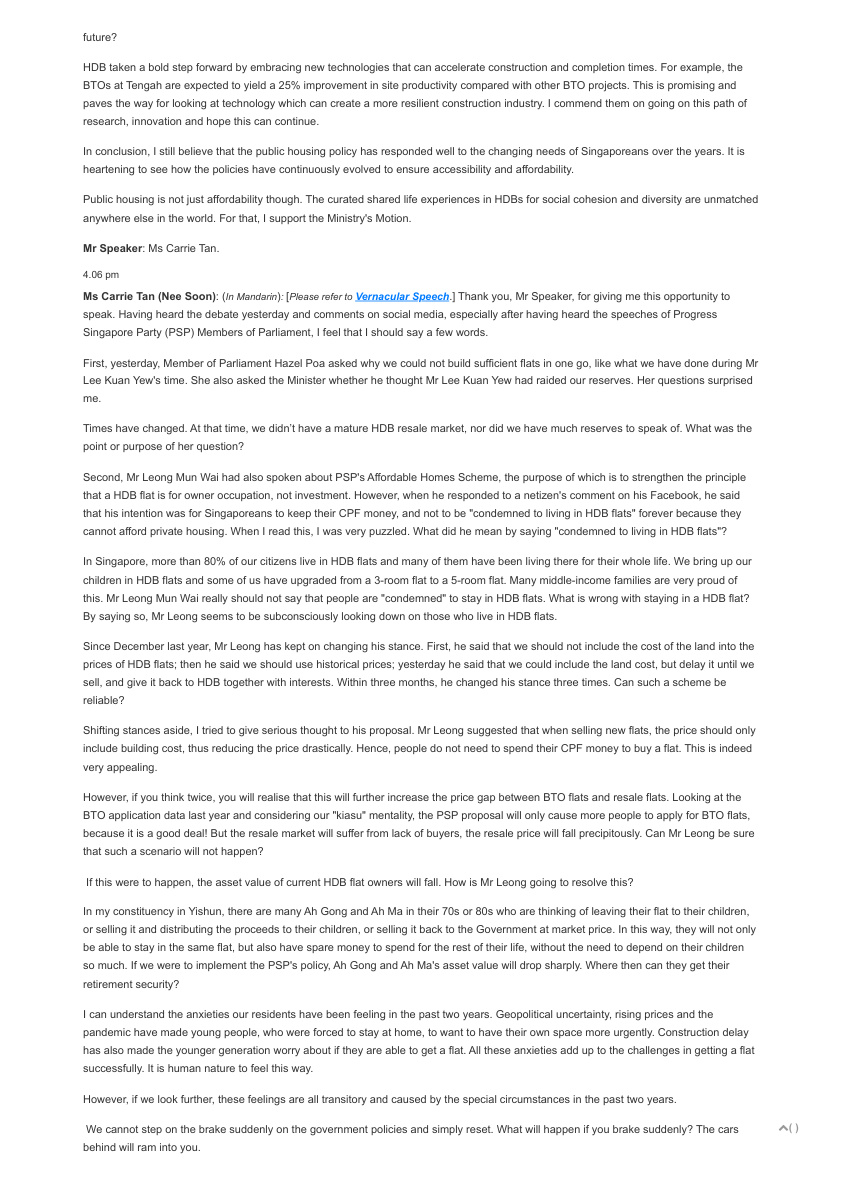 future?
HDB taken a bold step forward by embracing new technologies that can accelerate construction and completion times. For example, the
BTOs at Tengah are expected to yield a 25% improvement in site productivity compared with other BTO projects. This is promising and
paves the way for looking at technology which can create a more resilient construction industry. I commend them on going on this path of
research, innovation and hope this can continue.
In conclusion, I still believe that the public housing policy has responded well to the changing needs of Singaporeans over the years. It is
heartening to see how the policies have continuously evolved to ensure accessibility and affordability.
Public housing is not just affordability though. The curated shared life experiences in HDBs for social cohesion and diversity are unmatched
anywhere else in the world. For that, I support the Ministry's Motion.
Mr Speaker: Ms Carrie Tan.
4.06 pm
Ms Carrie Tan (Nee Soon): (In Mandarin): [Please refer to Vernacular Speech.] Thank you, Mr Speaker, for giving me this opportunity to
speak. Having heard the debate yesterday and comments on social media, especially after having heard the speeches of Progress
Singapore Party (PSP) Members of Parliament, I feel that I should say a few words.
First, yesterday, Member of Parliament Hazel Poa asked why we could not build sufficient flats in one go, like what we have done during Mr
Lee Kuan Yew's time. She also asked the Minister whether he thought Mr Lee Kuan Yew had raided our reserves. Her questions surprised
me.
Times have changed. At that time, we didn't have a mature HDB resale market, nor did we have much reserves to speak of. What was the
point or purpose of her question?
Second, Mr Leong Mun Wai had also spoken about PSP's Affordable Homes Scheme, the purpose of which is to strengthen the principle
that a HDB flat is for owner occupation, not investment. However, when he responded to a netizen's comment on his Facebook, he said
that his intention was for Singaporeans to keep their CPF money, and not to be "condemned to living in HDB flats" forever because they
cannot afford private housing. When I read this, I was very puzzled. What did he mean by saying "condemned to living in HDB flats"?
In Singapore, more than 80% of our citizens live in HDB flats and many of them have been living there for their whole life. We bring up our
children in HDB flats and some of us have upgraded from a 3-room flat to a 5-room flat. Many middle-income families are very proud of
this. Mr Leong Mun Wai really should not say that people are "condemned" to stay in HDB flats. What is wrong with staying in a HDB flat?
By saying so, Mr Leong seems to be subconsciously looking down on those who live in HDB flats.
Since December last year, Mr Leong has kept on changing his stance. First, he said that we should not include the cost of the land into the
prices of HDB flats; then he said we should use historical prices; yesterday he said that we could include the land cost, but delay it until we
sell, and give it back to HDB together with interests. Within three months, he changed his stance three times. Can such a scheme be
reliable?
Shifting stances aside, I tried to give serious thought to his proposal. Mr Leong suggested that when selling new flats, the price should only
include building cost, thus reducing the price drastically. Hence, people do not need to spend their CPF money to buy a flat. This is indeed
very appealing.
However, if you think twice, you will realise that this will further increase the price gap between BTO flats and resale flats. Looking at the
BTO application data last year and considering our "kiasu" mentality, the PSP proposal will only cause more people to apply for BTO flats,
because it is a good deal! But the resale market will suffer from lack of buyers, the resale price will fall precipitously. Can Mr Leong be sure
that such a scenario will not happen?
If this were to happen, the asset value of current HDB flat owners will fall. How is Mr Leong going to resolve this?
In my constituency in Yishun, there are many Ah Gong and Ah Ma in their 70s or 80s who are thinking of leaving their flat to their children,
or selling it and distributing the proceeds to their children, or selling it back to the Government at market price. In this way, they will not only
be able to stay in the same flat, but also have spare money to spend for the rest of their life, without the need to depend on their children
so much. If we were to implement the PSP's policy, Ah Gong and Ah Ma's asset value will drop sharply. Where then can they get their
retirement security?
I can understand the anxieties our residents have been feeling in the past two years. Geopolitical uncertainty, rising prices and the
pandemic have made young people, who were forced to stay at home, to want to have their own space more urgently. Construction delay
has also made the younger generation worry about if they are able to get a flat. All these anxieties add up to the challenges in getting a flat
successfully. It is human nature to feel this way.
However, if we look further, these feelings are all transitory and caused by the special circumstances in the past two years.
We cannot step on the brake suddenly on the government policies and simply reset. What will happen if you brake suddenly? The cars
behind will ram into you.
( )